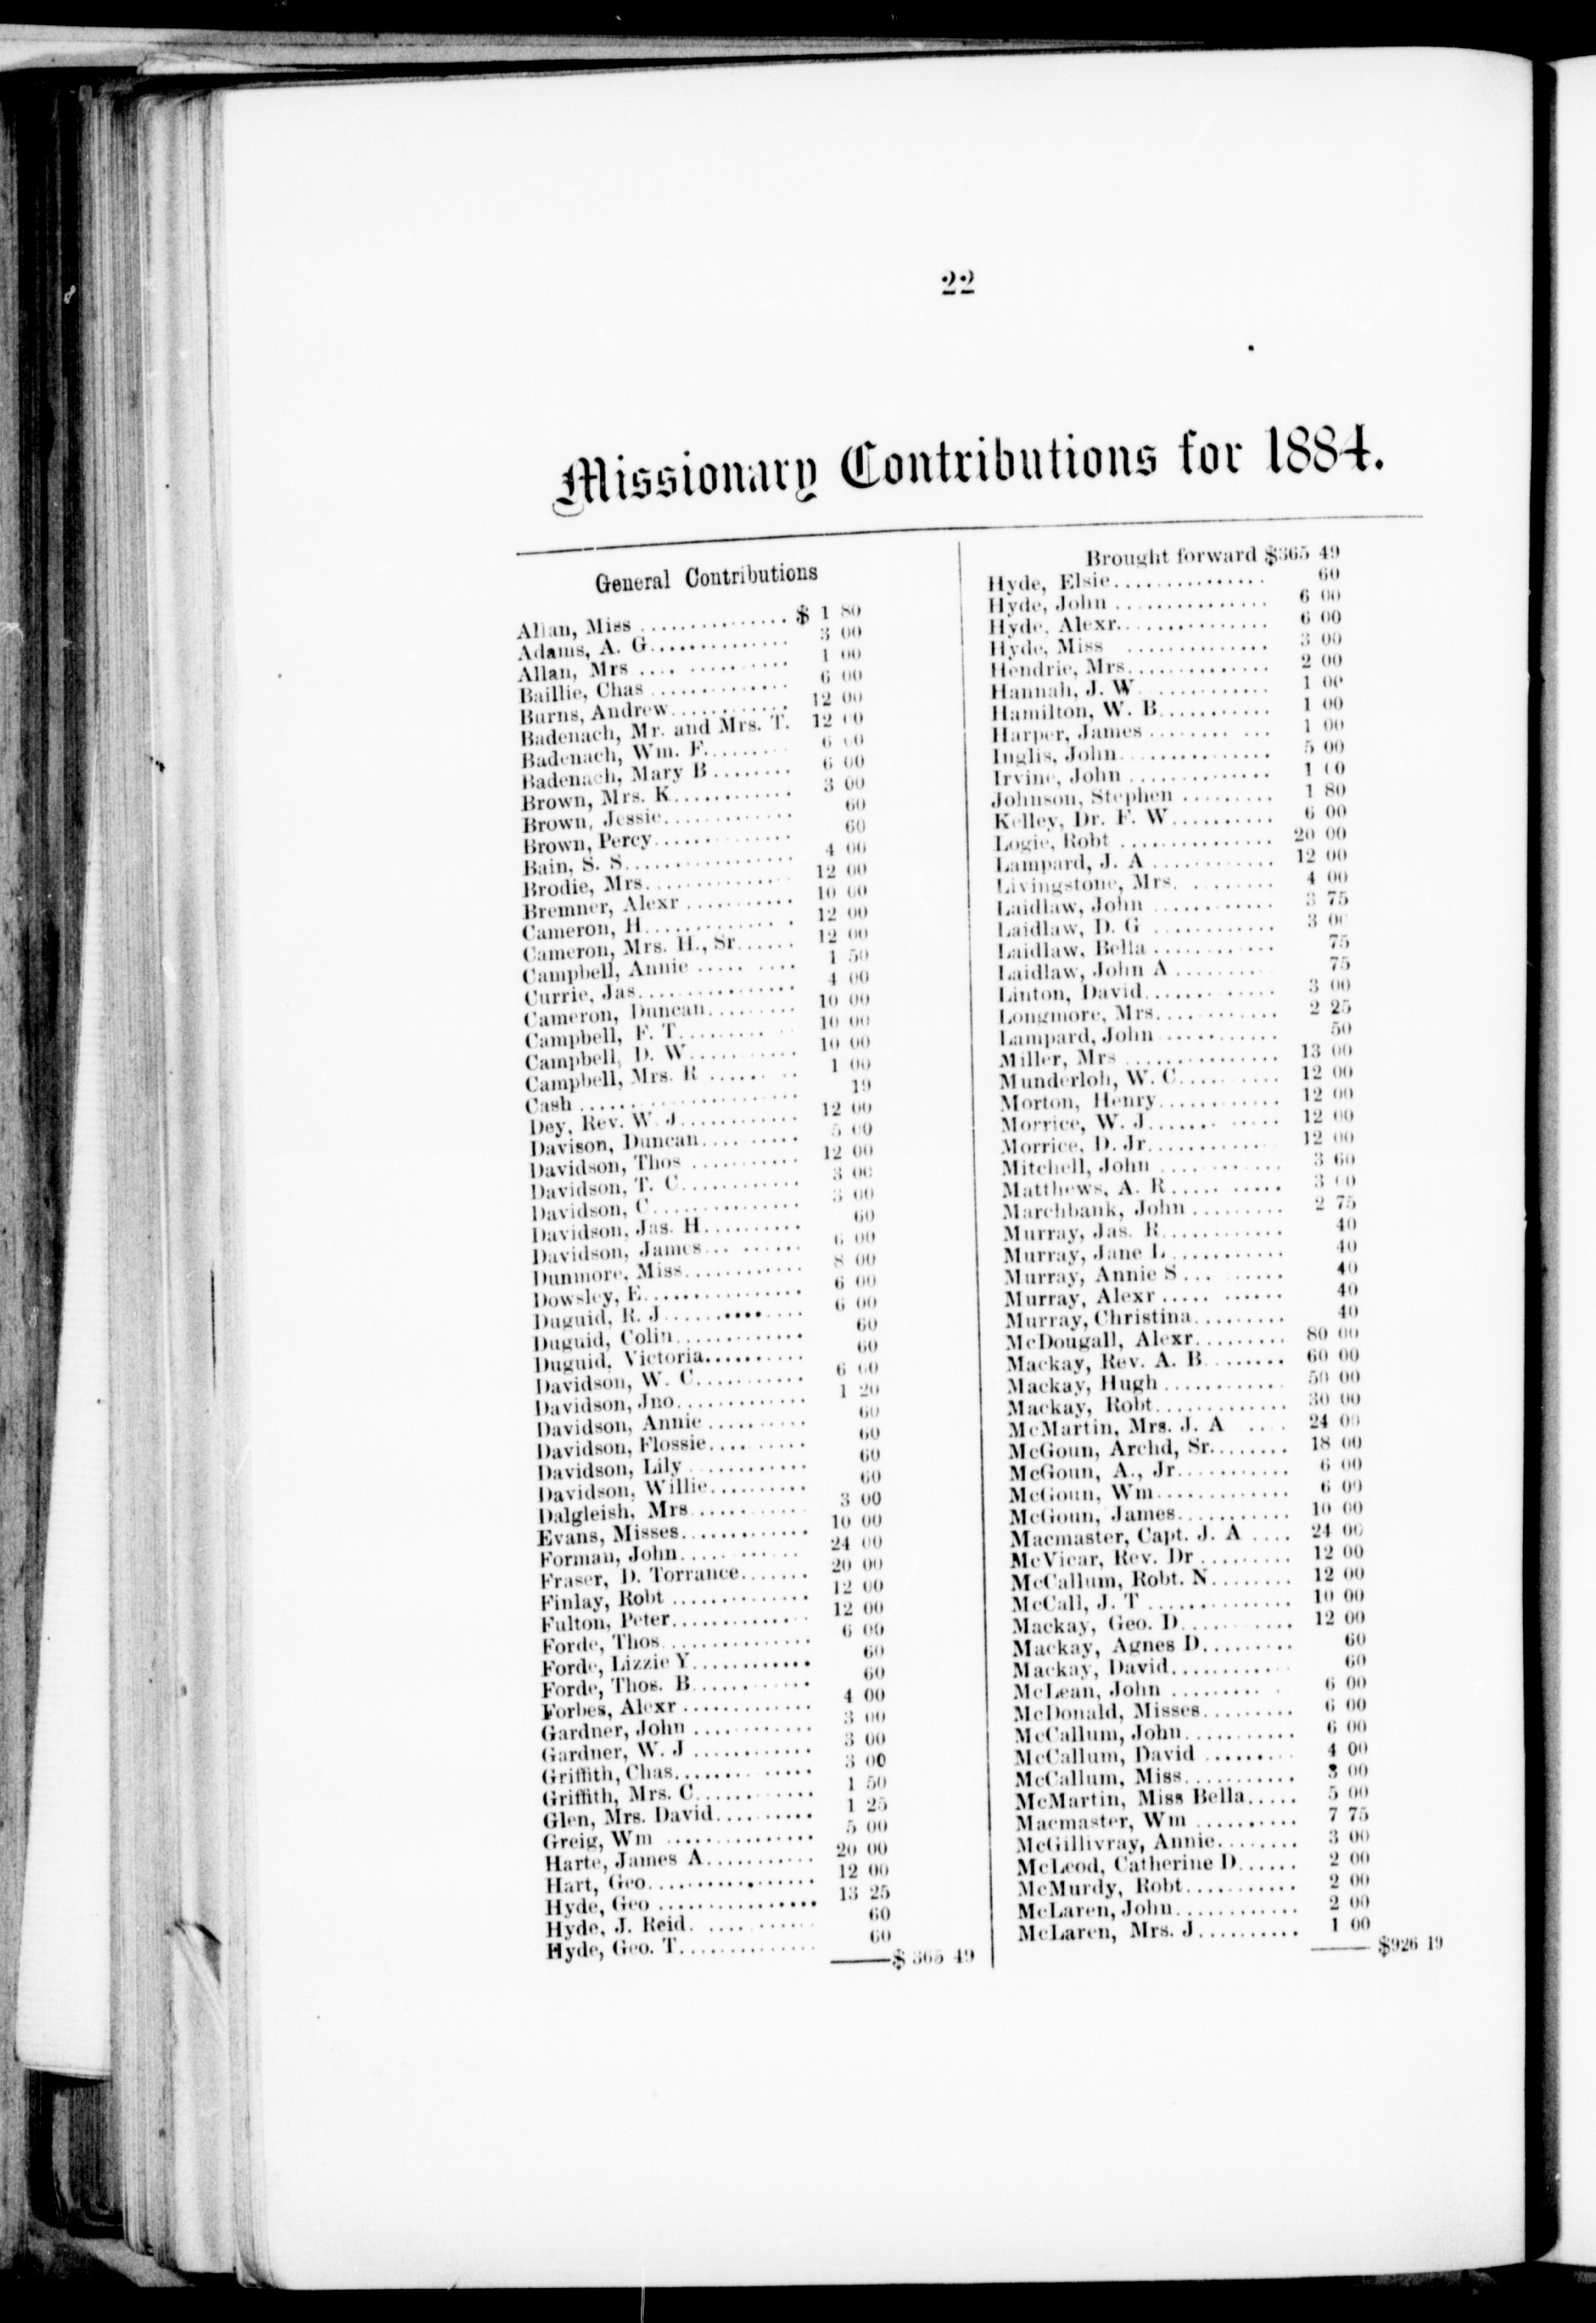 22
Missionary Contributions for 1884.
General Contributions
Allan, Miss ............... $ 1 80
Adams, A. G.............. 3 00
Allan, Mrs .... .......... 1 00
Baillie, Chas .............. 6 00
Burns, Andrew............ 12 00
Badenach, Mr. and Mrs. T. 12 00
Badenach, Wm. F......... 6 00
Badenach, Mary B........ 6 00
Brown, Mrs. K............ 3 00
Brown, Jessie............. 60
Brown, Percy.............. 60
Bain, S. S................. 4 00
Brodie, Mrs............... 12 00
Bremner, Alexr ........... 10 00
Cameron, H.............. 12 00
Cameron, Mrs. H., Sr...... 12 00
Campbell, Annie ..... .... 1 50
Currie, Jas................ 4 00
Cameron, Duncan......... 10 00
Campbell, F. T......... 10 00
Campbell, D. W........... 10 00
Campbell, Mrs. R ......... 1 00
Cash ...................... 19
Dey, Rev. W. J............ 12 00
Davison, Duncan.......... 5 00
Davidson, Thos ........... 12 00
Davidson, T. C............ 3 00
Davidson, C............... 3 00
Davidson, Jas. H.......... 60
Davidson, James... ...... 6 00
Dunmore, Miss............ 8 00
Dowsley, E................ 6 00
Duguid, R. J.............. 6 00
Duguid, Colin............. 60
Duguid, Victoria.......... 60
Davidson, W. C........... 6 00
Davidson, Jno............. 1 20
Davidson, Annie .......... 60
Davidson, Flossie.......... 60
Davidson, Lily ............ 60
Davidson, Willie.......... 60
Dalgleish, Mrs............ 3 00
Evans, Misses............. 10 00
Forman, John............ 24 00
Fraser, D. Torrance....... 20 00
Finlay, Robt .............. 12 00
Fulton, Peter.............. 12 00
Forde, Thos............... 6 00
Forde, Lizzie Y............ 60
Forde, Thos. B............ 60
Forbes, Alexr ............. 4 00
Gardner, John ............ 3 00
Gardner, W. J ............ 3 00
Griffith, Chas.............. 3 00
Griffith, Mrs. C............ 1 50
Glen, Mrs. David.......... 1 25
Greig, Wm ............... 5 00
Harte, James A........... 20 00
Hart, Geo................. 12 00
Hyde, Geo ................ 13 25
Hyde, J. Reid. ........... 60
Hyde, Geo. T.............. 60
$ 365 49
Brought forward $365 49
Hyde, Elsie............... 60
Hyde, John ............... 6 00
Hyde, Alexr............... 6 00
Hyde, Miss .............. 3 00
Hendrie, Mrs.............. 2 00
Hannah, J. W............. 1 00
Hamilton, W. B........... 1 00
Harper, James ............ 1 00
Inglis, John............... 5 00
Irvine, John .............. 1 00
Johnson, Stephen ......... 1 80
Kelley, Dr. F. W.......... 6 00
Logie, Robt ............... 20 00
Lampard, J. A............ 12 00
Livingstone, Mrs. ......... 4 00
Laidlaw, John ............ 3 75
Laidlaw, D. G ............ 3 00
Laidlaw, Bella ............ 75
Laidlaw, John A.......... 75
Linton, David............. 3 00
Longmore, Mrs............ 2 25
Lampard, John ............ 50
Miller, Mrs ............... 13 00
Munderloh, W. C.......... 12 00
Morton, Henry............ 12 00
Morrice, W. J....... ..... 12 00
Morrice, D. Jr............ 12 00
Mitchell, John ............ 3 60
Matthews, A. R..... ..... 3 00
Marchbank, John ......... 2 75
Murray, Jas. R............ 40
Murray, Jane L........... 40
Murray, Annie S... ...... 40
Murray, Alexr ..... ...... 40
Murray, Christina......... 40
McDougall, Alexr......... 80 00
Mackay, Rev. A. B........ 60 00
Mackay, Hugh ............ 50 00
Mackay, Robt............. 30 00
McMartin, Mrs. J. A .... 24 00
McGoun, Archd, Sr........ 18 00
McGoun, A., Jr........... 6 00
McGoun, Wm............. 6 00
McGoun, James........... 10 00
Macmaster, Capt. J. A .... 24 00
McVicar, Rev. Dr ......... 12 00
McCallum, Robt. N........ 12 00
McCall, J. T .............. 10 00
Mackay, Geo. D........... 12 00
Mackay, Agnes D......... 60
Mackay, David............ 60
McLean, John ......... . 6 00
McDonald, Misses......... 6 00
McCallum, John........... 6 00
McCallum, David ......... 4 00
McCallum, Miss........... 3 00
McMartin, Miss Bella..... 5 00
Macmaster, Wm .......... 7 75
McGillivray, Annie........ 3 00
McLeod, Catherine D...... 2 00
McMurdy, Robt........... 2 00
McLaren, John............ 2 00
McLaren, Mrs. J.......... 1 00
$926 19